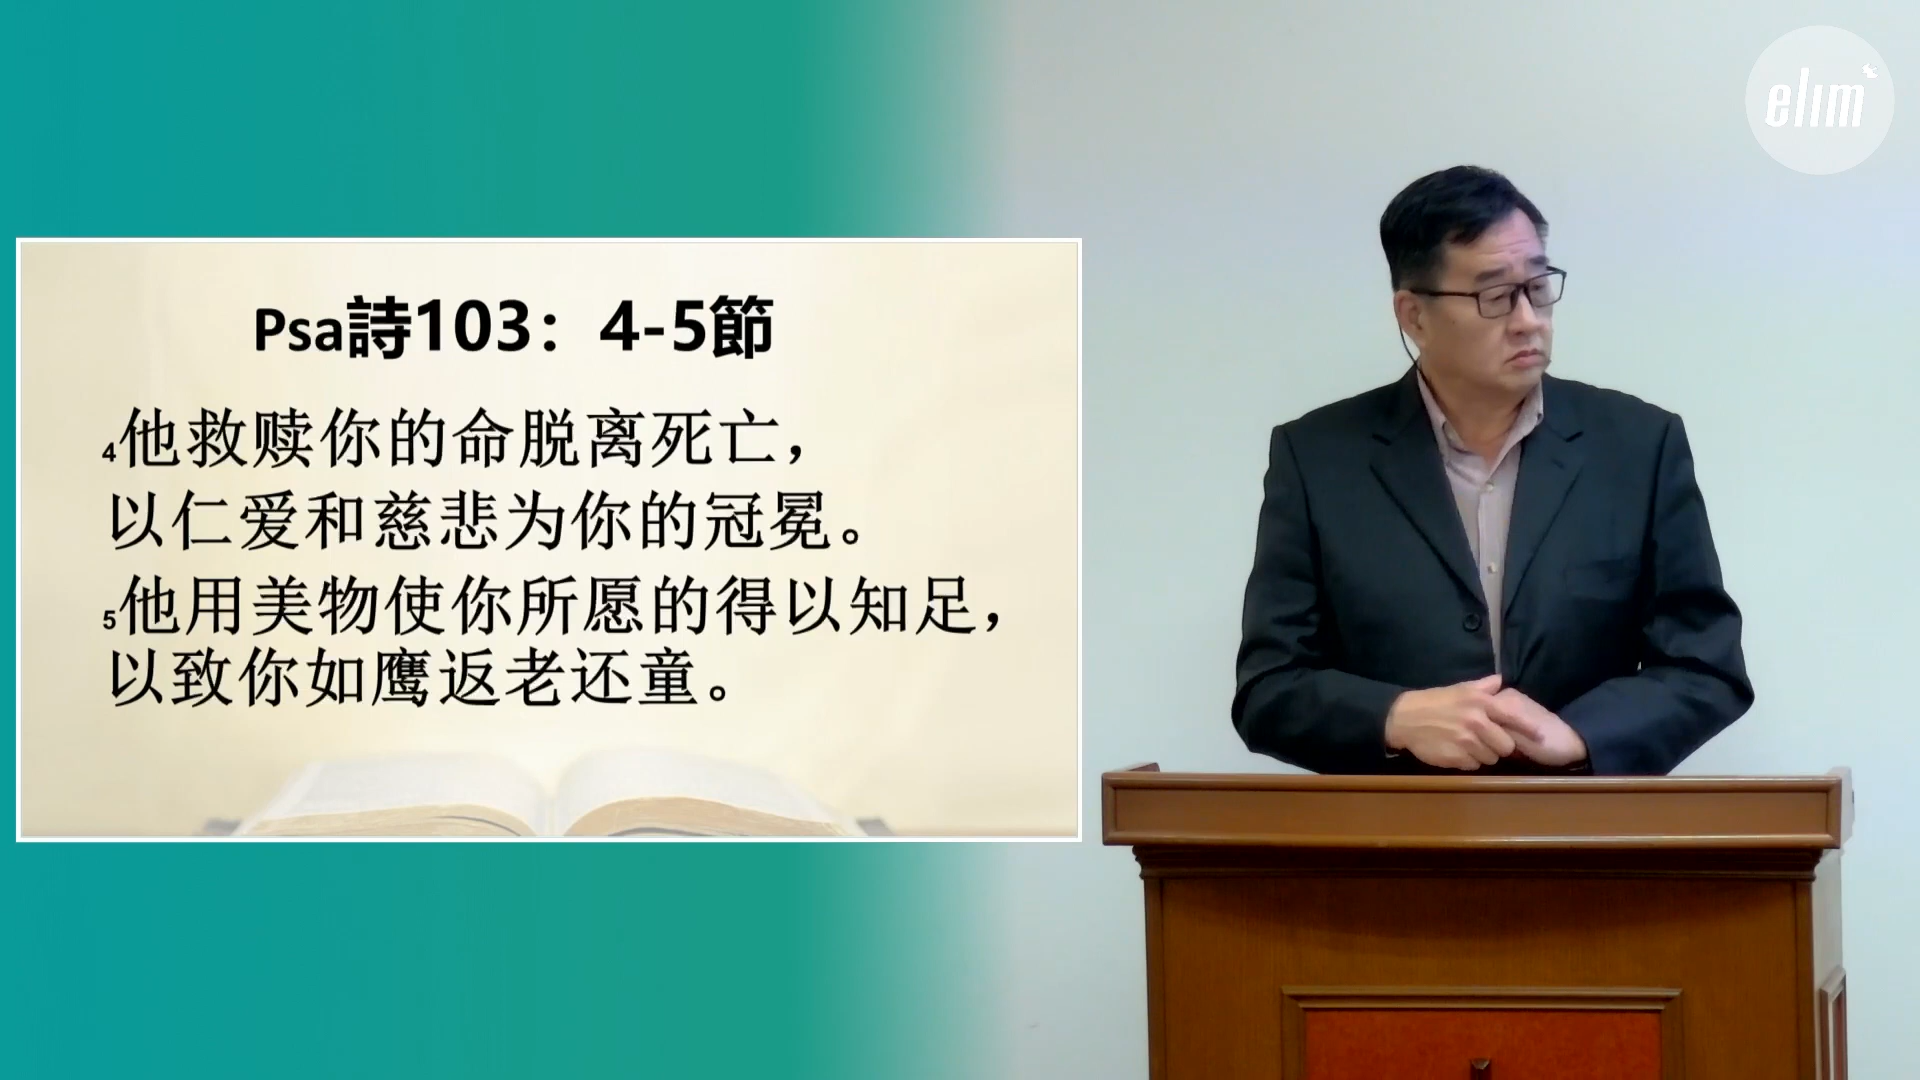 Psa詩103：4-5節
4他救赎你的命脱离死亡，
以仁爱和慈悲为你的冠冕。
5他用美物使你所愿的得以知足，
以致你如鹰返老还童。
elim